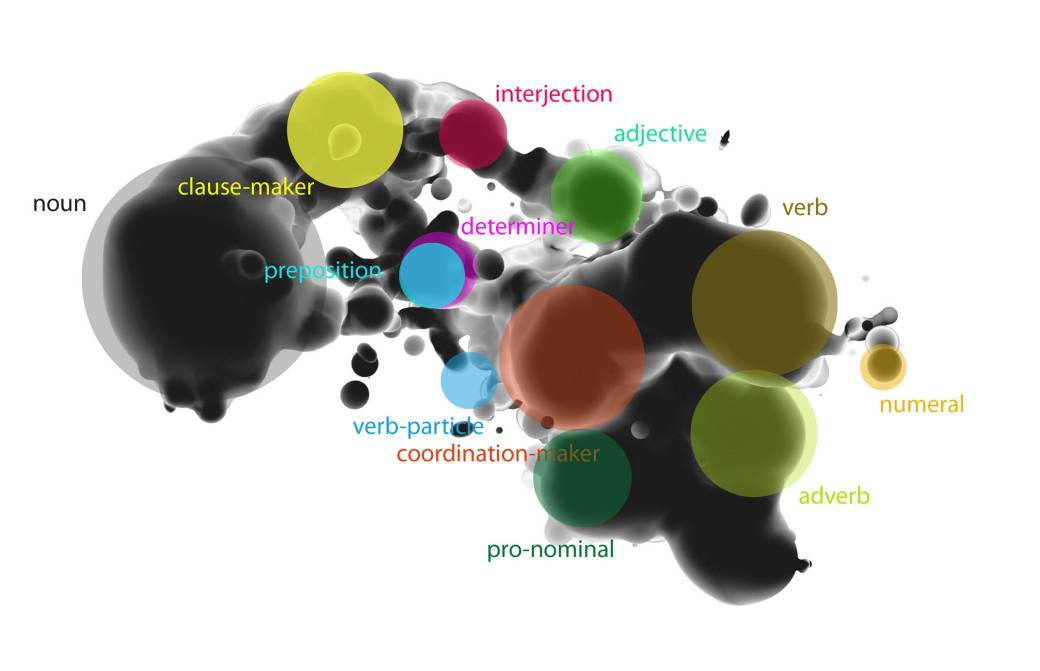 interjection
adjective
clause-maker
noun
verb
determiner
preposition
numeral
verb-particle
coordination-maker
adverb
pro-nominal